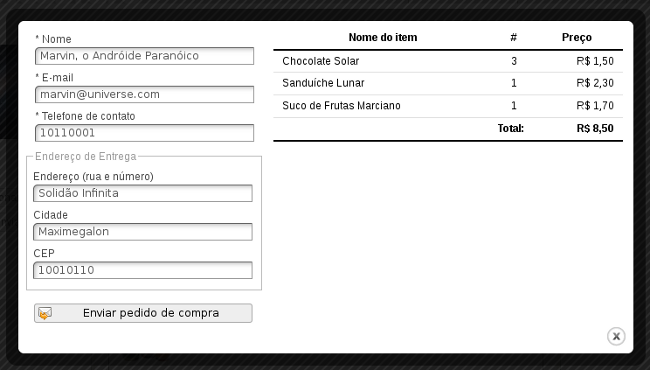 * Nome
Marvin, o Andróide Paranóico
* E-mail
marvin@universe.com
* Telefone de contato
10110001
Endereço de Entrega
Endereço (rua e número)
Solidão Infinita
Cidade
Maximegalon
CEP
10010110
Enviar pedido de compra
Nome do item # Preço
Chocolate Solar 3 R$ 1,50
Sanduíche Lunar 1 R$ 2,30
Suco de Frutas Marciano 1 R$ 1,70
Total: R$ 8,50
x